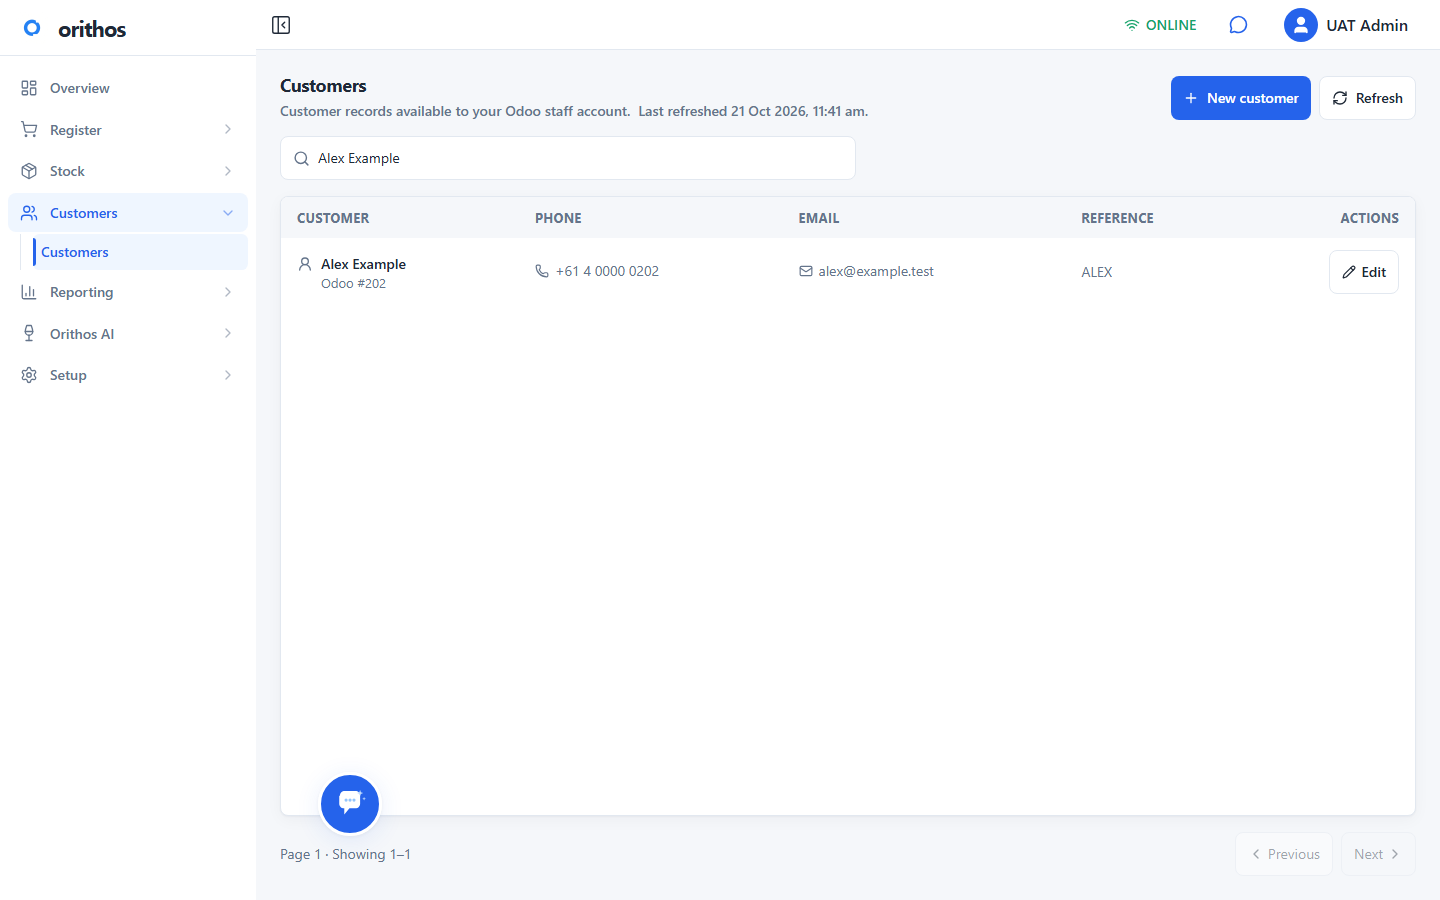 orithos
ONLINE
UAT Admin
Overview
Register
Stock
Customers
Customers
Reporting
Orithos AI
Setup
Customers
Customer records available to your Odoo staff account. Last refreshed 21 Oct 2026, 11:41 am.
New customer
Refresh
Alex Example
CUSTOMER PHONE EMAIL REFERENCE ACTIONS
Alex Example +61 4 0000 0202 alex@example.test ALEX Edit
Odoo #202
Page 1 · Showing 1–1
Previous
Next